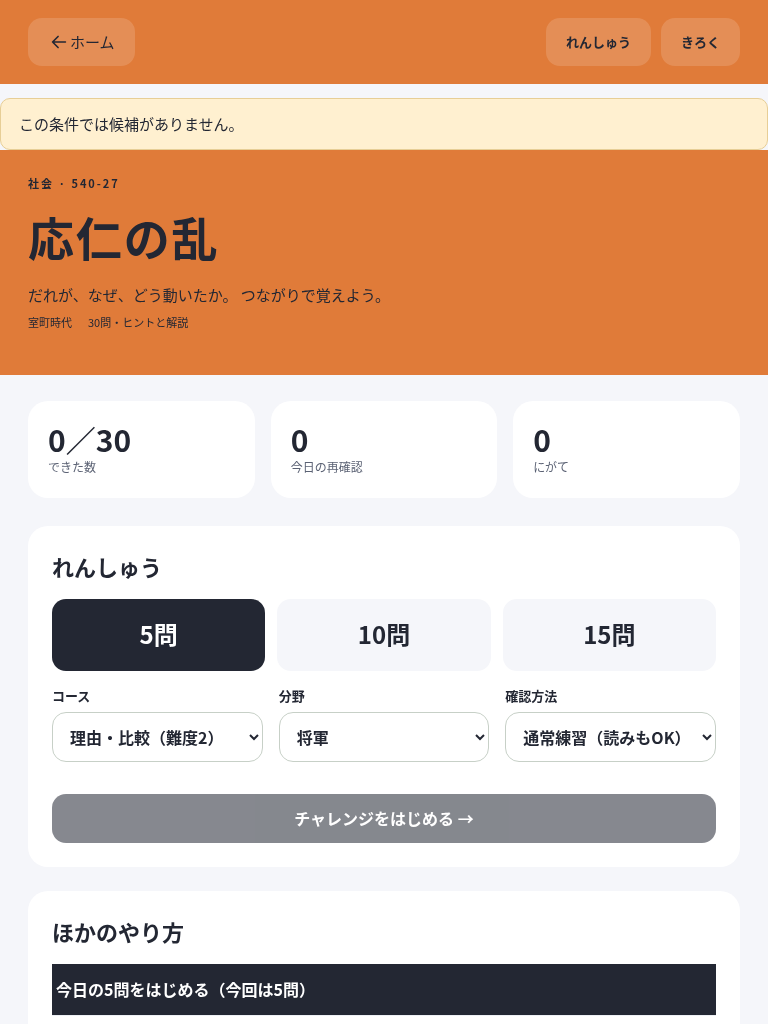 ← ホーム
れんしゅう
きろく
この条件では候補がありません。
社会 · 540-27
応仁の乱
だれが、なぜ、どう動いたか。 つながりで覚えよう。
室町時代 30問・ヒントと解説
0／30
できた数
0
今日の再確認
0
にがて
れんしゅう
5問
10問
15問
コース
分野
確認方法
理由・比較（難度2）
将軍
通常練習（読みもOK）
チャレンジをはじめる →
ほかのやり方
今日の5問をはじめる（今回は5問）